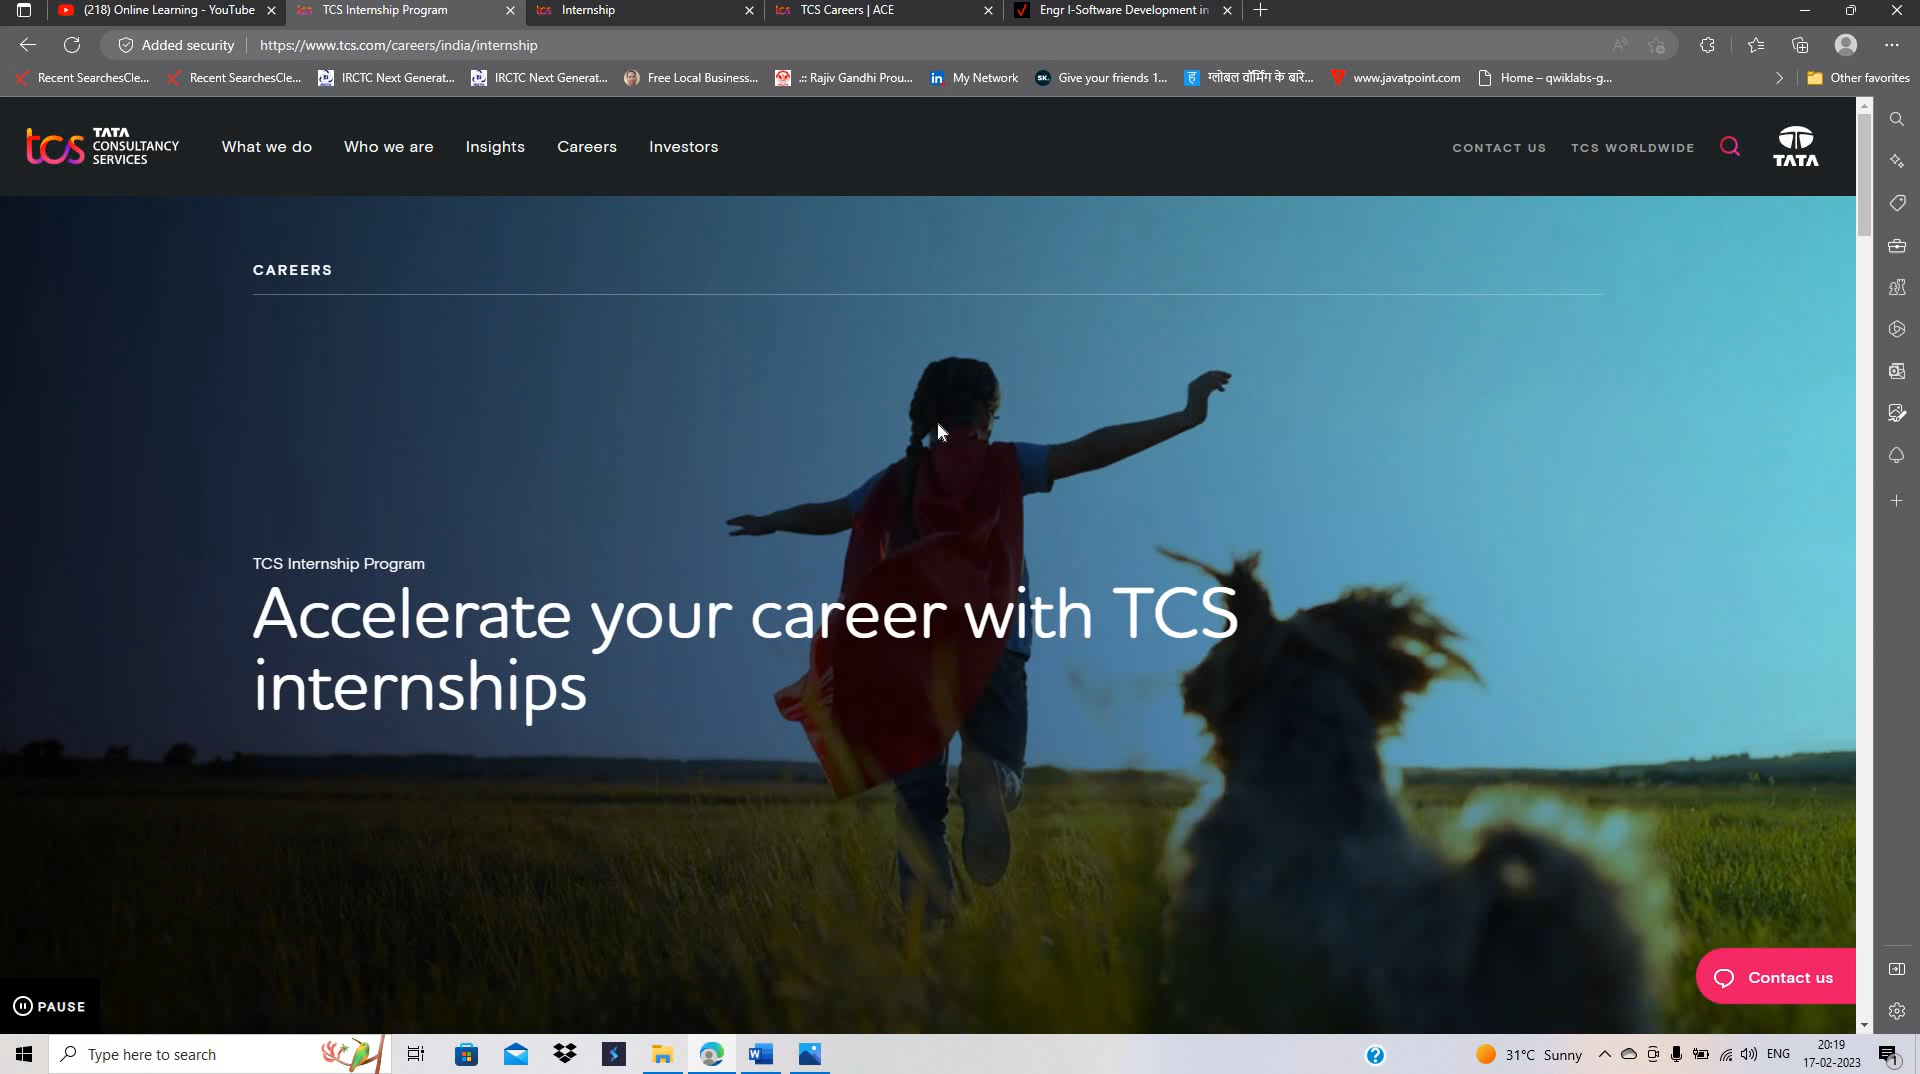 (218) Online Learning - YouTube
TCS Internship Program
Internship
TCS Careers | ACE
Engr I-Software Development in
Added security
https://www.tcs.com/careers/india/internship
Recent SearchesCle...
Recent SearchesCle...
IRCTC Next Generat...
IRCTC Next Generat...
Free Local Business...
.:: Rajiv Gandhi Prou...
My Network
Give your friends 1...
ग्लोबल वॉर्मिंग के बारे...
www.javatpoint.com
Home – qwiklabs-g...
Other favorites
tcs TATA
CONSULTANCY
SERVICES
What we do
Who we are
Insights
Careers
Investors
CONTACT US
TCS WORLDWIDE
TATA
CAREERS
TCS Internship Program
Accelerate your career with TCS
internships
Contact us
PAUSE
Type here to search
31°C Sunny
ENG
20:19
17-02-2023
1